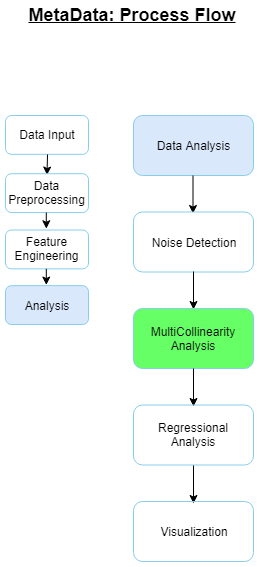 MetaData: Process Flow
Data Input
Data
Preprocessing
Feature
Engineering
Analysis
Data Analysis
Noise Detection
MultiCollinearity
Analysis
Regressional
Analysis
Visualization